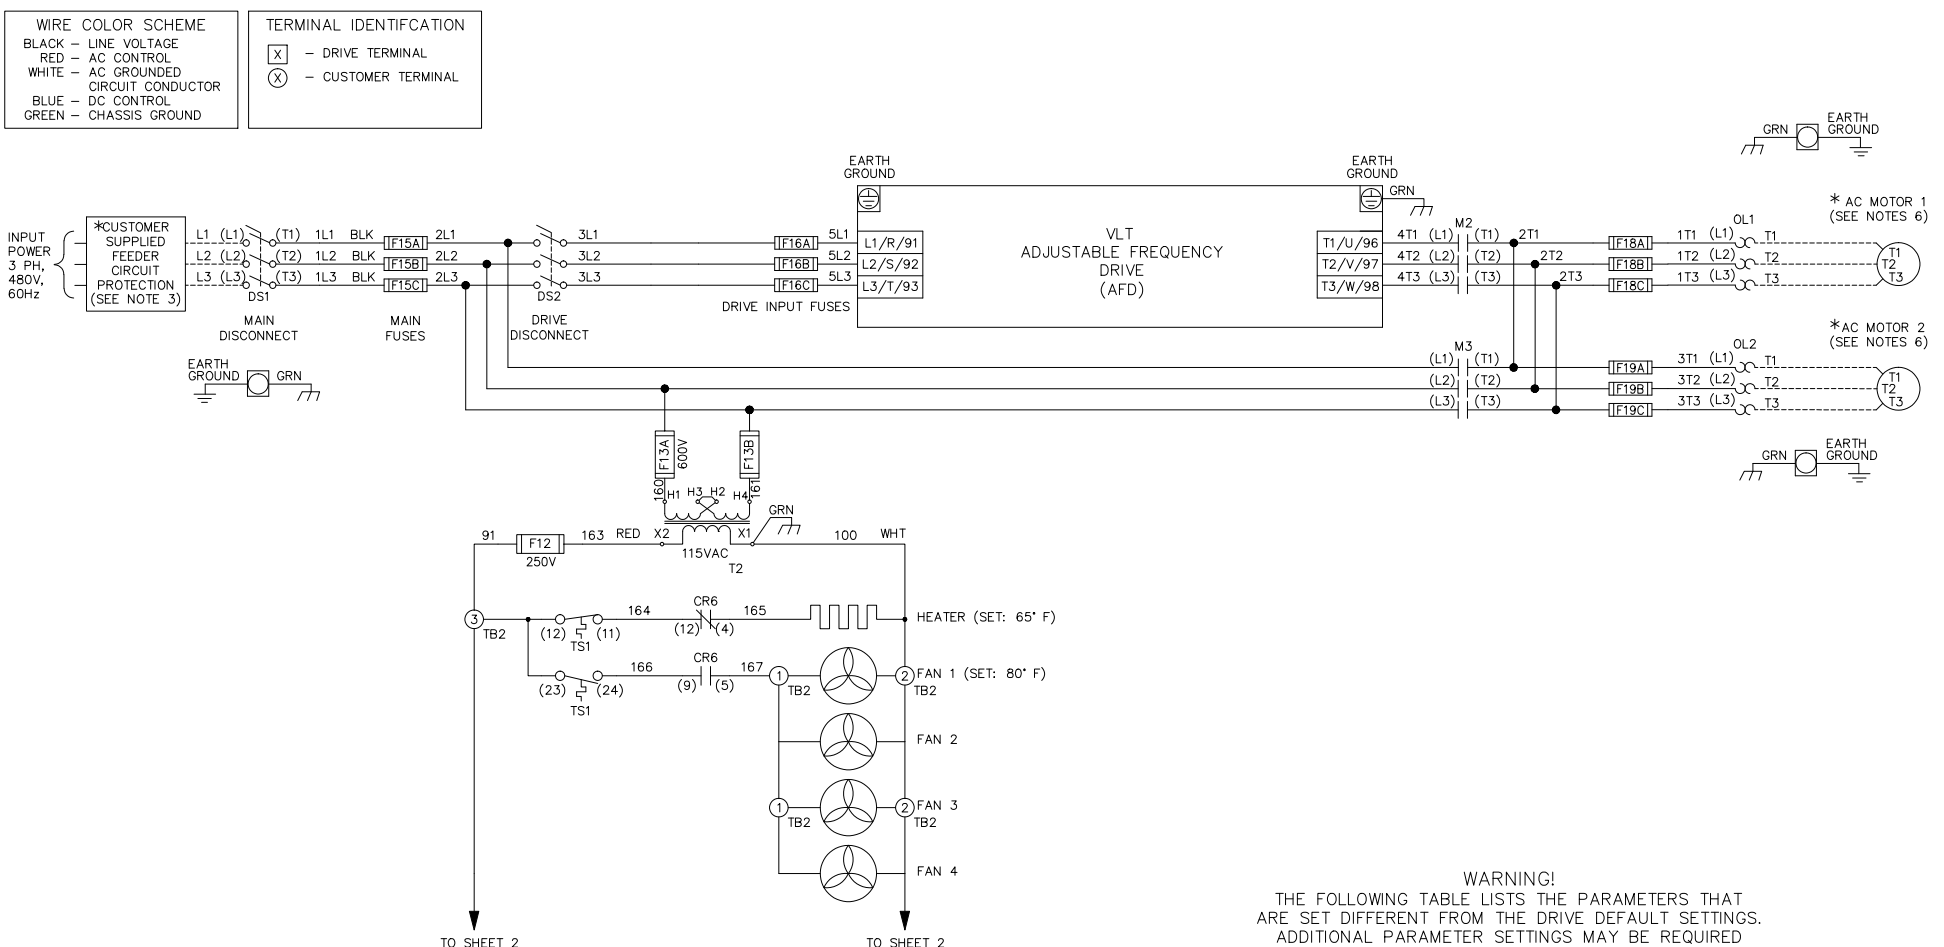 WIRE COLOR SCHEME
BLACK – LINE VOLTAGE
RED – AC CONTROL
WHITE – AC GROUNDED
CIRCUIT CONDUCTOR
BLUE – DC CONTROL
GREEN – CHASSIS GROUND
TERMINAL IDENTIFCATION
X – DRIVE TERMINAL
X – CUSTOMER TERMINAL
GRN
EARTH
GROUND
INPUT
POWER
3 PH,
480V,
60Hz
*CUSTOMER
SUPPLIED
FEEDER
CIRCUIT
PROTECTION
(SEE NOTE 3)
L1 (L1) (T1) 1L1 BLK F15A 2L1 3L1 F16A 5L1 L1/R/91
L2 (L2) (T2) 1L2 BLK F15B 2L2 3L2 F16B 5L2 L2/S/92
L3 (L3) (T3) 1L3 BLK F15C 2L3 3L3 F16C 5L3 L3/T/93
DS1
MAIN
DISCONNECT
MAIN
FUSES
DS2
DRIVE
DISCONNECT
DRIVE INPUT FUSES
EARTH
GROUND
VLT
ADJUSTABLE FREQUENCY
DRIVE
(AFD)
EARTH
GROUND
GRN
M2
OL1
* AC MOTOR 1
(SEE NOTES 6)
T1/U/96 4T1 (L1) (T1) 2T1 F18A 1T1 (L1) T1
T2/V/97 4T2 (L2) (T2) 2T2 F18B 1T2 (L2) T2
T3/W/98 4T3 (L3) (T3) 2T3 F18C 1T3 (L3) T3
T1
T2
T3
M3
OL2
*AC MOTOR 2
(SEE NOTES 6)
(L1) (T1) F19A 3T1 (L1) T1
(L2) (T2) F19B 3T2 (L2) T2
(L3) (T3) F19C 3T3 (L3) T3
T1
T2
T3
EARTH
GROUND
GRN
GRN
EARTH
GROUND
F13A
600V
F13B
160
161
H1 H3 H2 H4
GRN
91 F12 163 RED X2 X1 100 WHT
250V
115VAC
T2
3
TB2
(12) (11)
TS1
164
CR6
(12) (4)
165
HEATER (SET: 65° F)
(23) (24)
TS1
166
CR6
(9) (5)
167
1
TB2
2
TB2
FAN 1 (SET: 80° F)
FAN 2
1
TB2
2
TB2
FAN 3
FAN 4
TO SHEET 2
TO SHEET 2
WARNING!
THE FOLLOWING TABLE LISTS THE PARAMETERS THAT
ARE SET DIFFERENT FROM THE DRIVE DEFAULT SETTINGS.
ADDITIONAL PARAMETER SETTINGS MAY BE REQUIRED